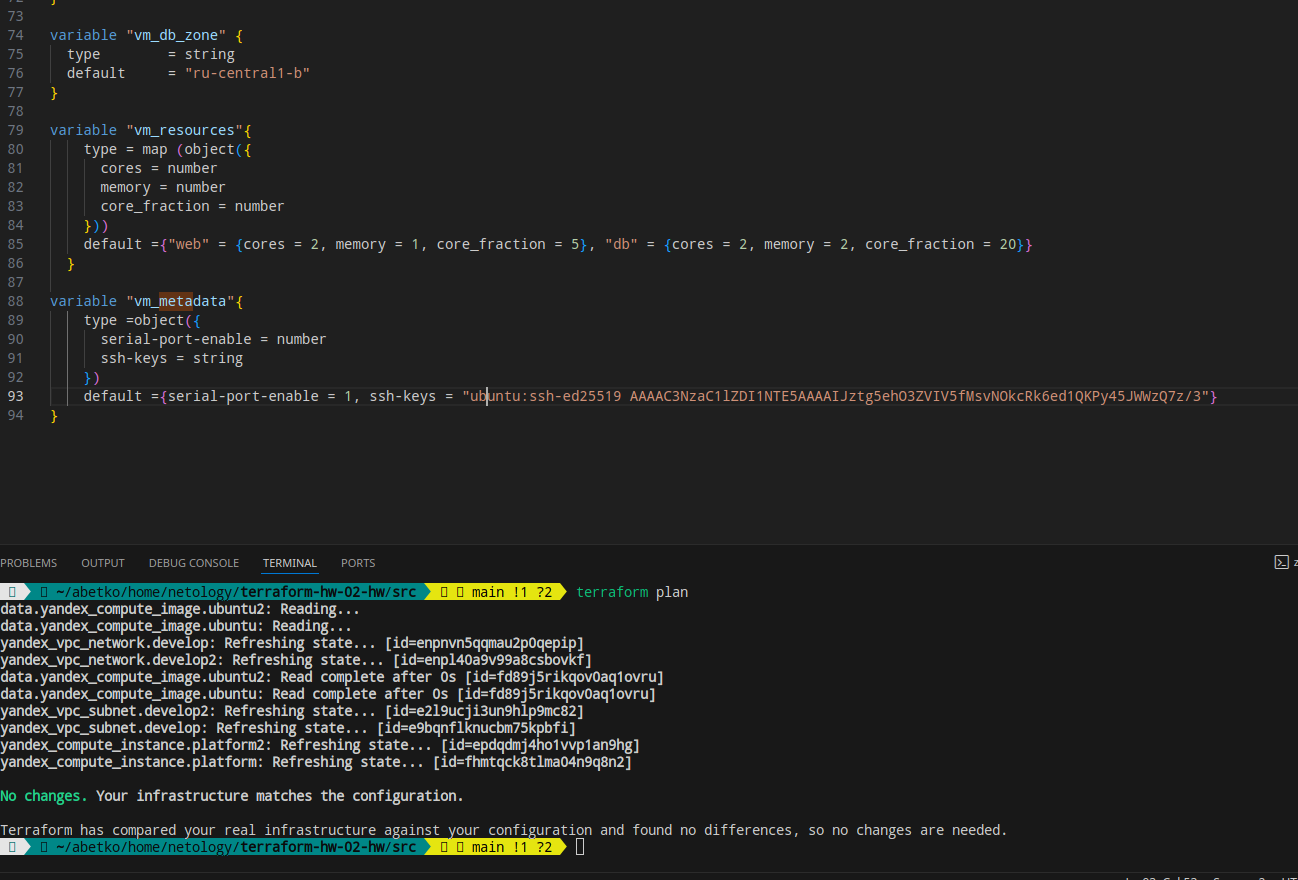 72 }
73
74 variable "vm_db_zone" {
75 type = string
76 default = "ru-central1-b"
77 }
78
79 variable "vm_resources"{
80 type = map (object({
81 cores = number
82 memory = number
83 core_fraction = number
84 }))
85 default ={"web" = {cores = 2, memory = 1, core_fraction = 5}, "db" = {cores = 2, memory = 2, core_fraction = 20}}
86 }
87
88 variable "vm_metadata"{
89 type =object({
90 serial-port-enable = number
91 ssh-keys = string
92 })
93 default ={serial-port-enable = 1, ssh-keys = "ubuntu:ssh-ed25519 AAAAC3NzaC1lZDI1NTE5AAAAIJztg5ehO3ZVIV5fMsvNOkcRk6ed1QKPy45JWWzQ7z/3"}
94 }
PROBLEMS OUTPUT DEBUG CONSOLE TERMINAL PORTS
~/abetko/home/netology/terraform-hw-02-hw/src main !1 ?2 terraform plan
data.yandex_compute_image.ubuntu2: Reading...
data.yandex_compute_image.ubuntu: Reading...
yandex_vpc_network.develop: Refreshing state... [id=enpnvn5qqmau2p0qepip]
yandex_vpc_network.develop2: Refreshing state... [id=enpl40a9v99a8csbovkf]
data.yandex_compute_image.ubuntu2: Read complete after 0s [id=fd89j5rikqov0aq1ovru]
data.yandex_compute_image.ubuntu: Read complete after 0s [id=fd89j5rikqov0aq1ovru]
yandex_vpc_subnet.develop2: Refreshing state... [id=e2l9ucji3un9hlp9mc82]
yandex_vpc_subnet.develop: Refreshing state... [id=e9bqnflknucbm75kpbfi]
yandex_compute_instance.platform2: Refreshing state... [id=epdqdmj4ho1vvp1an9hg]
yandex_compute_instance.platform: Refreshing state... [id=fhmtqck8tlma04n9q8n2]
No changes. Your infrastructure matches the configuration.
Terraform has compared your real infrastructure against your configuration and found no differences, so no changes are needed.
~/abetko/home/netology/terraform-hw-02-hw/src main !1 ?2